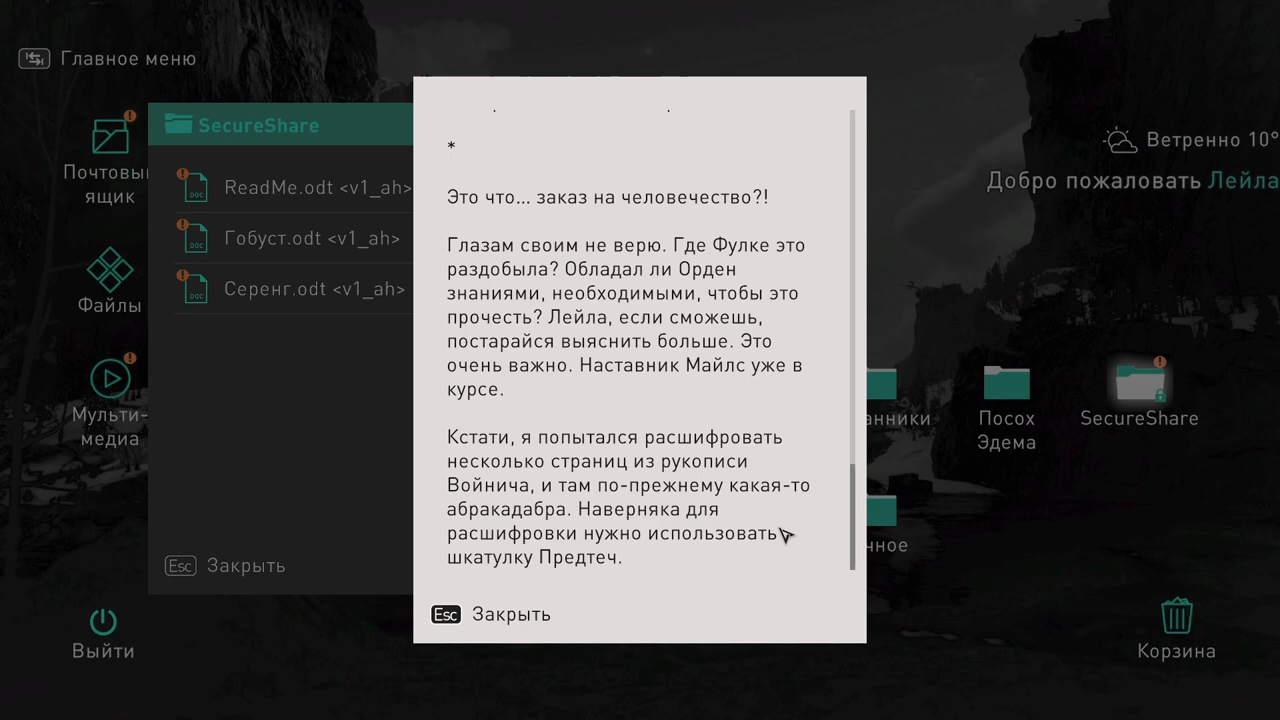 Главное меню
SecureShare
Почтовы
ящик
ReadMe.odt <v1_ah>
Гобуст.odt <v1_ah>
Серенг.odt <v1_ah>
Файлы
Мульти-
медиа
Esc Закрыть
Выйти
*
Это что... заказ на человечество?!
Глазам своим не верю. Где Фулке это
раздобыла? Обладал ли Орден
знаниями, необходимыми, чтобы это
прочесть? Лейла, если сможешь,
постарайся выяснить больше. Это
очень важно. Наставник Майлс уже в
курсе.
Кстати, я попытался расшифровать
несколько страниц из рукописи
Войнича, и там по-прежнему какая-то
абракадабра. Наверняка для
расшифровки нужно использовать
шкатулку Предтеч.
Esc Закрыть
Ветренно 10°
Добро пожаловать Лейла
анники
Посох
Эдема
SecureShare
чное
Корзина